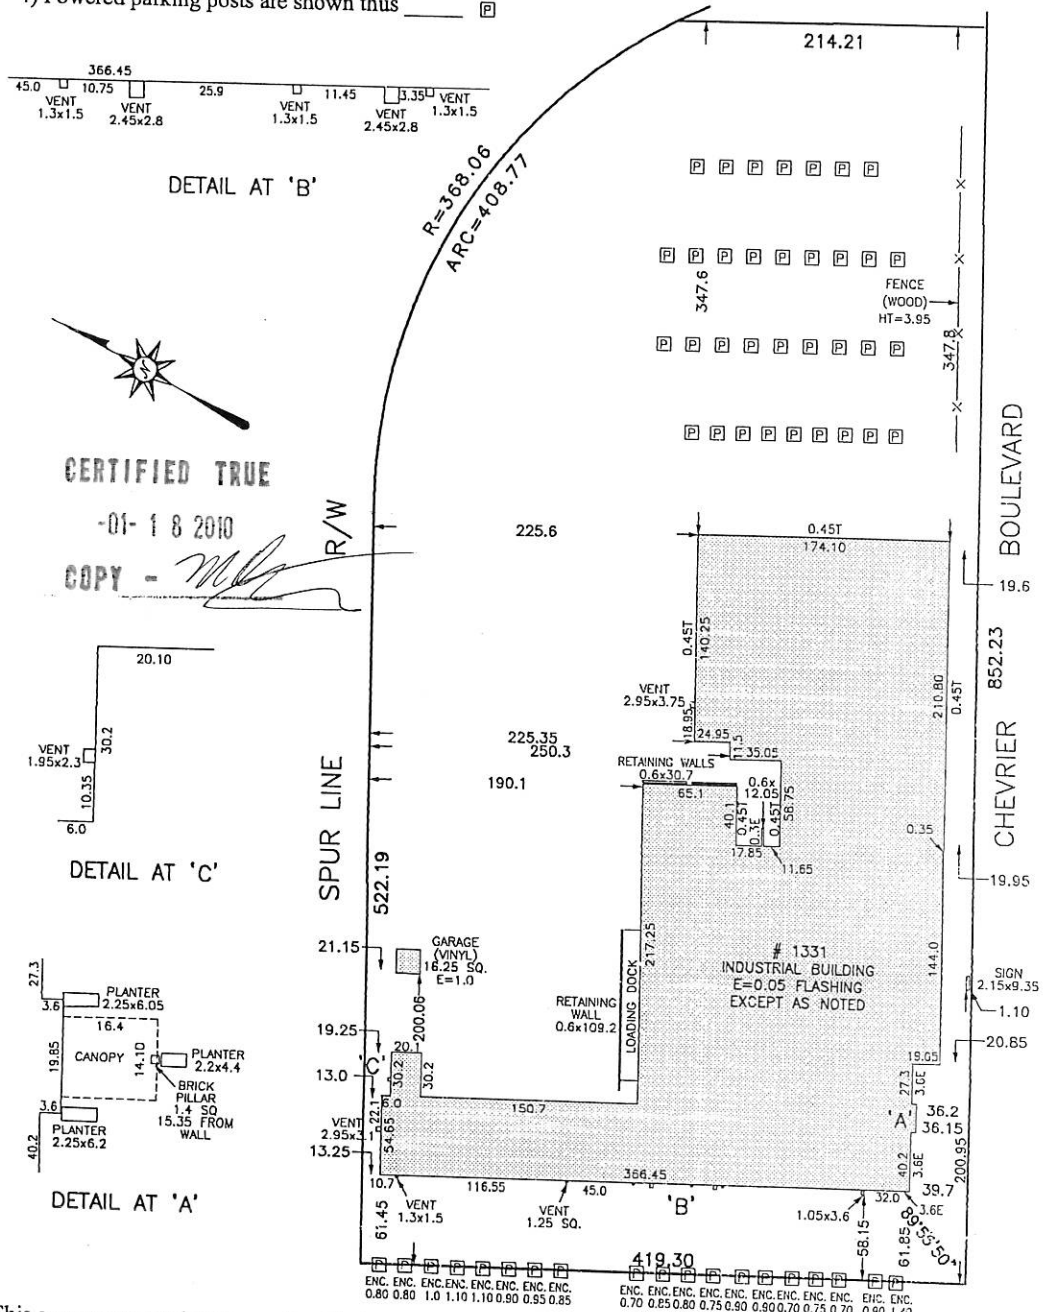 4) Powered parking posts are shown thus ______ P
366.45
45.0 10.75 25.9 11.45 3.35
VENT
1.3x1.5
VENT
2.45x2.8
VENT
1.3x1.5
VENT
2.45x2.8
VENT
1.3x1.5
DETAIL AT 'B'
214.21
R=368.06
ARC=408.77
P P P P P P P
P P P P P P P P P
347.6
FENCE
(WOOD)
HT=3.95
P P P P P P P P P
347.8
P P P P P P P P P
N
CERTIFIED TRUE
-01- 1 8 2010
COPY -
R/W
225.6
0.45T
174.10
BOULEVARD
19.6
0.45T
140.25
852.23
210.80
0.45T
20.10
30.2
VENT
1.95x2.3
10.35
6.0
DETAIL AT 'C'
VENT
2.95x3.75
18.95
24.95
11.5
35.05
225.35
250.3
190.1
RETAINING WALLS
0.6x30.7
65.1
0.6x
12.05
58.75
40.1
0.45T
0.3E
0.45T
17.85
11.65
CHEVRIER
0.35
19.95
SPUR LINE
522.19
21.15
GARAGE
(VINYL)
16.25 SQ.
E=1.0
200.06
217.25
LOADING DOCK
RETAINING
WALL
0.6x109.2
# 1331
INDUSTRIAL BUILDING
E=0.05 FLASHING
EXCEPT AS NOTED
144.0
SIGN
2.15x9.35
1.10
20.85
27.3
3.6
PLANTER
2.25x6.05
16.4
CANOPY
19.85
14.10
PLANTER
2.2x4.4
BRICK
PILLAR
1.4 SQ
15.35 FROM
WALL
3.6
PLANTER
2.25x6.2
40.2
DETAIL AT 'A'
19.25
20.1
'C'
30.2
30.2
13.0
6.0
22.1
150.7
VENT
2.95x3.1
54.65
13.25
10.7
116.55
45.0
366.45
'B'
VENT
1.3x1.5
VENT
1.25 SQ.
61.45
19.05
27.3
3.6E
'A'
36.2
36.15
40.2
3.6E
200.95
39.7
32.0
3.6E
1.05x3.6
58.15
61.85
419.30
P P P P P P P P P P P P P P P P P P
ENC. ENC. ENC. ENC. ENC. ENC. ENC. ENC.
0.80 0.80 1.0 1.10 1.10 0.90 0.95 0.85
ENC. ENC. ENC. ENC. ENC. ENC. ENC. ENC. ENC. ENC. ENC.
0.70 0.85 0.80 0.75 0.90 0.90 0.70 0.75 0.70
This